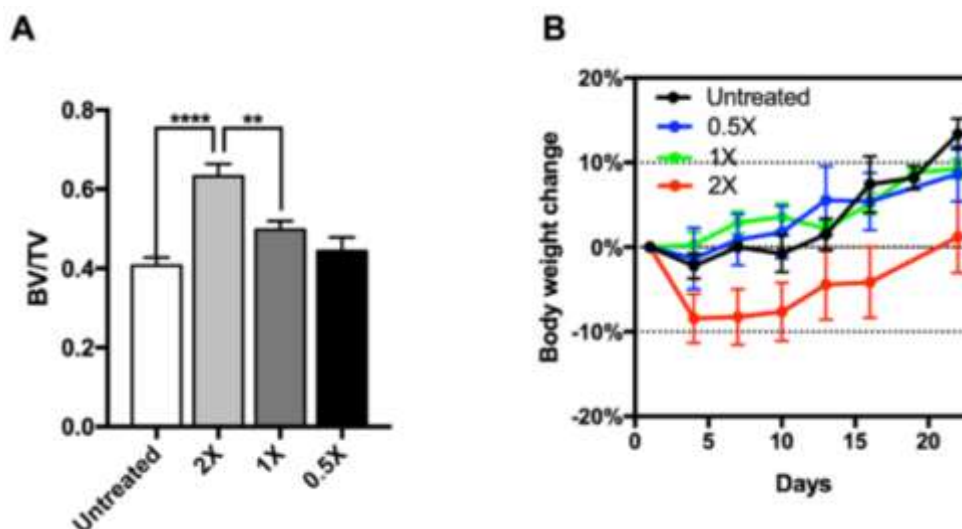 A
BV/TV
0.8
0.6
0.4
0.2
0.0
****
**
Untreated
2X
1X
0.5X
B
Body weight change
20%
10%
0%
-10%
-20%
Untreated
0.5X
1X
2X
0
5
10
15
20
Days